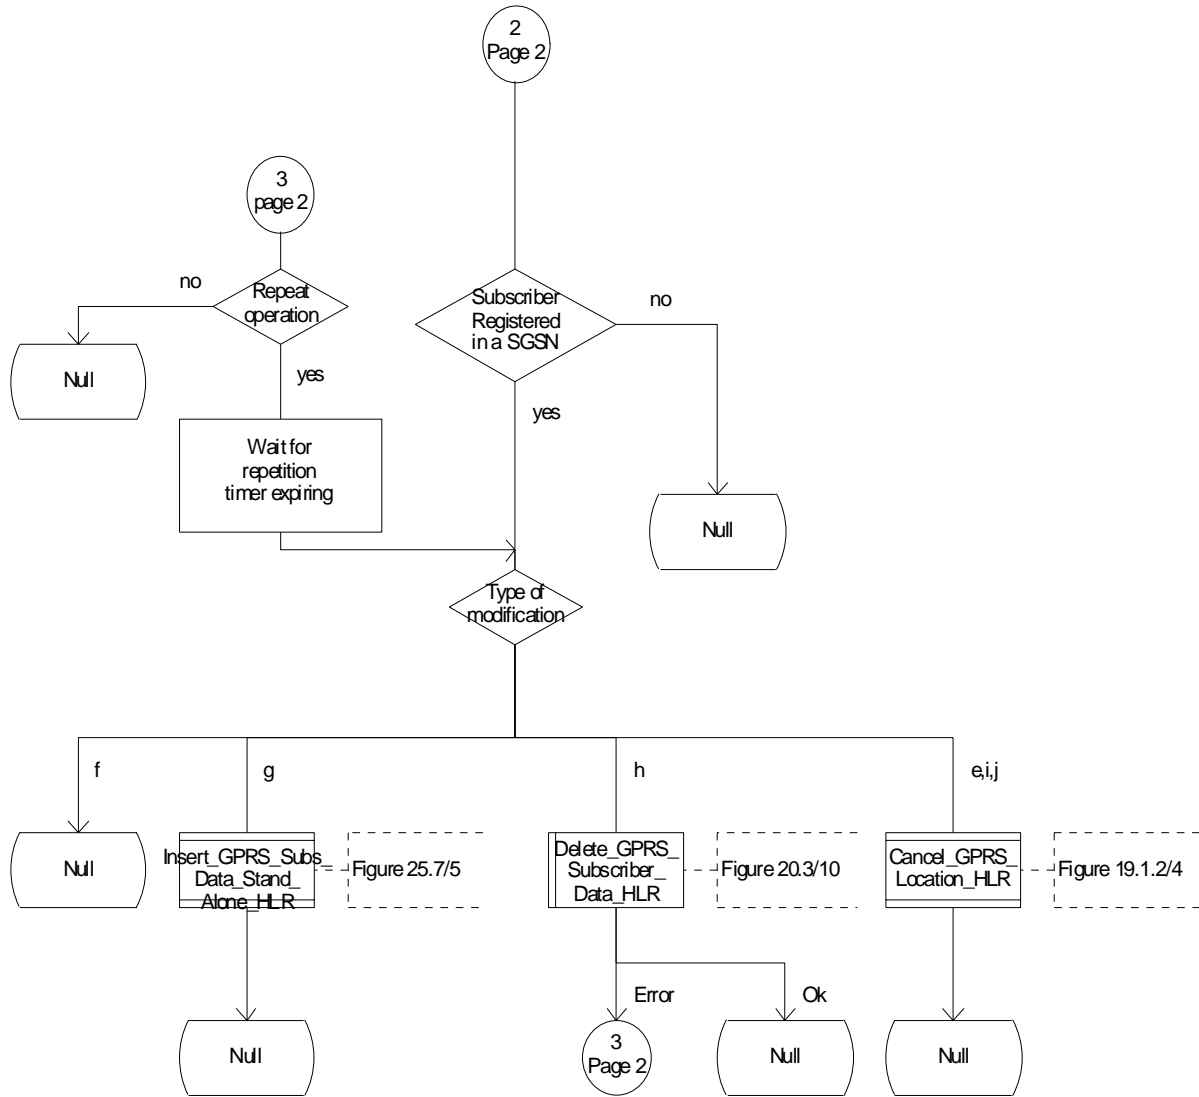 2
Page 2
3
page 2
no
Repeat
operation
Subscriber
Registered
in a SGSN
no
Null
yes
yes
Wait for
repetition
timer expiring
Null
Type of
modification
f
g
h
e,i,j
Null
Insert_GPRS_Subs_
Data_Stand_
Alone_HLR
Figure 25.7/5
Delete_GPRS_
Subscriber_
Data_HLR
Figure 20.3/10
Cancel_GPRS_
Location_HLR
Figure 19.1.2/4
Error
Ok
Null
3
Page 2
Null
Null